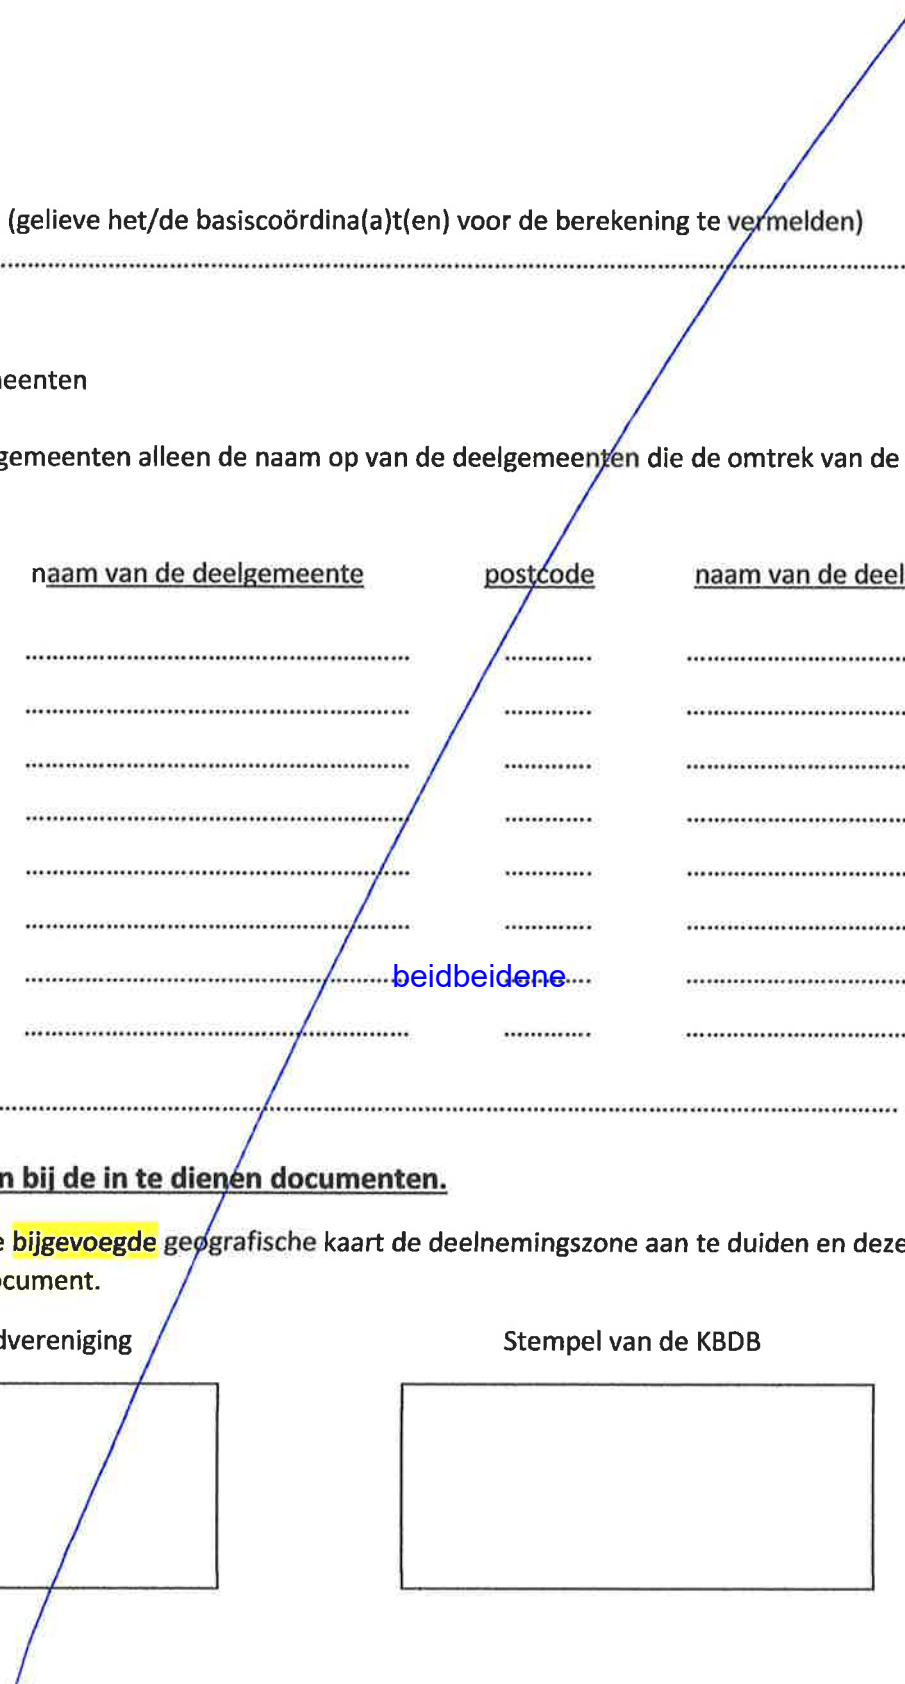 (gelieve het/de basiscoördina(a)t(en) voor de berekening te vermelden)
eenten
gemeenten alleen de naam op van de deelgemeenten die de omtrek van de
naam van de deelgemeente postcode naam van de deel
beidbeidene
n bij de in te dienen documenten.
e bijgevoegde geografische kaart de deelnemingszone aan te duiden en deze
ocument.
dvereniging Stempel van de KBDB